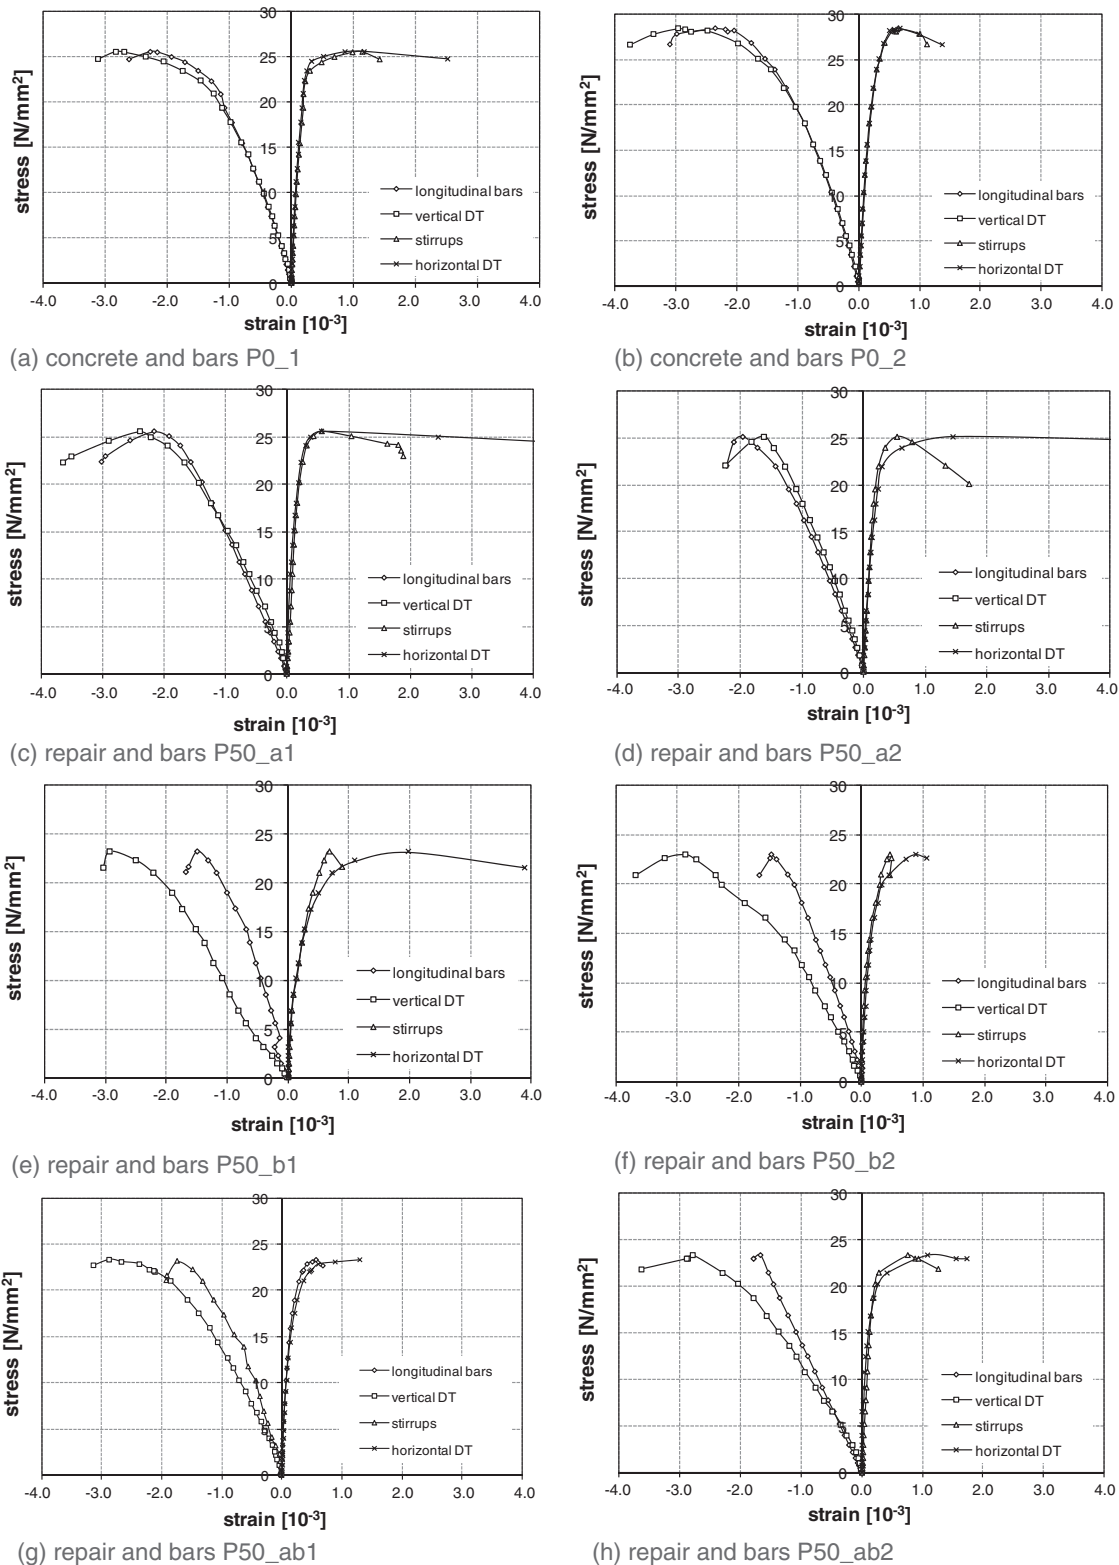 30
25
20
15
10
5
0
stress [N/mm²]
longitudinal bars
vertical DT
stirrups
horizontal DT
-4.0 -3.0 -2.0 -1.0 0.0 1.0 2.0 3.0 4.0
strain [10⁻³]
(a) concrete and bars P0_1
30
25
20
15
10
5
0
stress [N/mm²]
longitudinal bars
vertical DT
stirrups
horizontal DT
-4.0 -3.0 -2.0 -1.0 0.0 1.0 2.0 3.0 4.0
strain [10⁻³]
(b) concrete and bars P0_2
30
25
20
15
10
5
0
stress [N/mm²]
longitudinal bars
vertical DT
stirrups
horizontal DT
-4.0 -3.0 -2.0 -1.0 0.0 1.0 2.0 3.0 4.0
strain [10⁻³]
(c) repair and bars P50_a1
30
25
20
15
10
5
0
stress [N/mm²]
longitudinal bars
vertical DT
stirrups
horizontal DT
-4.0 -3.0 -2.0 -1.0 0.0 1.0 2.0 3.0 4.0
strain [10⁻³]
(d) repair and bars P50_a2
30
25
20
15
10
5
0
stress [N/mm²]
longitudinal bars
vertical DT
stirrups
horizontal DT
-4.0 -3.0 -2.0 -1.0 0.0 1.0 2.0 3.0 4.0
strain [10⁻³]
(e) repair and bars P50_b1
30
25
20
15
10
5
0
stress [N/mm²]
longitudinal bars
vertical DT
stirrups
horizontal DT
-4.0 -3.0 -2.0 -1.0 0.0 1.0 2.0 3.0 4.0
strain [10⁻³]
(f) repair and bars P50_b2
30
25
20
15
10
5
0
stress [N/mm²]
longitudinal bars
vertical DT
stirrups
horizontal DT
-4.0 -3.0 -2.0 -1.0 0.0 1.0 2.0 3.0 4.0
strain [10⁻³]
(g) repair and bars P50_ab1
30
25
20
15
10
5
0
stress [N/mm²]
longitudinal bars
vertical DT
stirrups
horizontal DT
-4.0 -3.0 -2.0 -1.0 0.0 1.0 2.0 3.0 4.0
strain [10⁻³]
(h) repair and bars P50_ab2